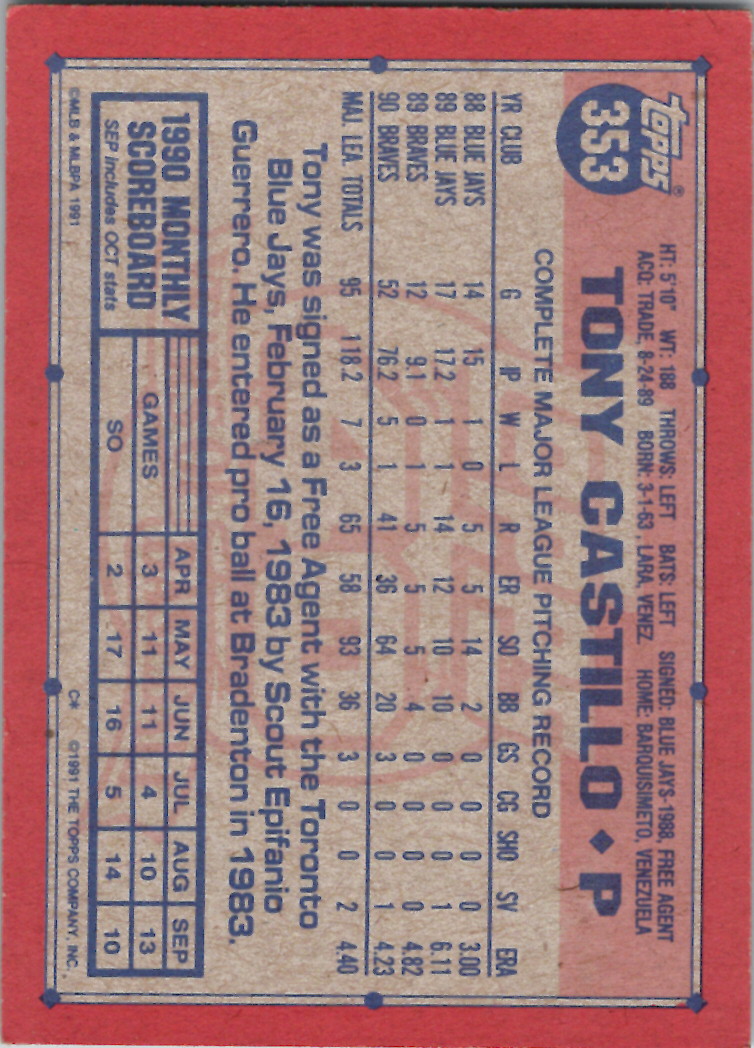 topps®
353
HT: 5'10" WT: 188 THROWS: LEFT BATS: LEFT SIGNED: BLUE JAYS-1988, FREE AGENT
ACQ: TRADE, 8-24-89 BORN: 3-1-63, LARA, VENEZ. HOME: BARQUISIMETO, VENEZUELA
TONY CASTILLO ♦ P
COMPLETE MAJOR LEAGUE PITCHING RECORD
YR CLUB G IP W L R ER SO BB GS CG SHO SV ERA
88 BLUE JAYS 14 15 1 0 5 5 14 2 0 0 0 0 3.00
89 BLUE JAYS 17 17.2 1 1 14 12 10 10 0 0 0 1 6.11
89 BRAVES 12 9.1 0 1 5 5 5 4 0 0 0 0 4.82
90 BRAVES 52 76.2 5 1 41 36 64 20 3 0 0 1 4.23
MAJ. LEA. TOTALS 95 118.2 7 3 65 58 93 36 3 0 0 2 4.40
Tony was signed as a Free Agent with the Toronto
Blue Jays, February 16, 1983 by Scout Epifanio
Guerrero. He entered pro ball at Bradenton in 1983.
1990 MONTHLY
SCOREBOARD
SEP includes OCT stats
APR MAY JUN JUL AUG SEP
GAMES 3 11 11 4 10 13
SO 2 17 16 5 14 10
©MLB & MLBPA 1991
C* ©1991 THE TOPPS COMPANY, INC.